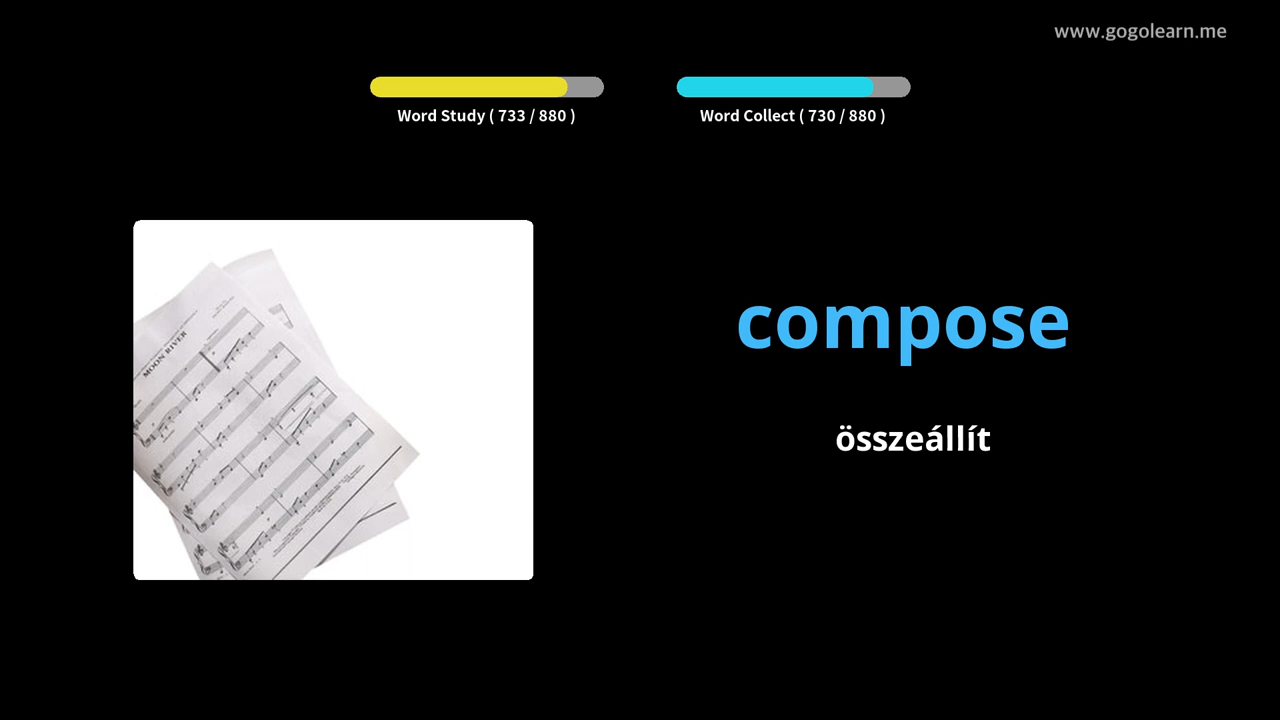 www.gogolearn.me
Word Study ( 733 / 880 )
Word Collect ( 730 / 880 )
MOON RIVER
compose
összeállít